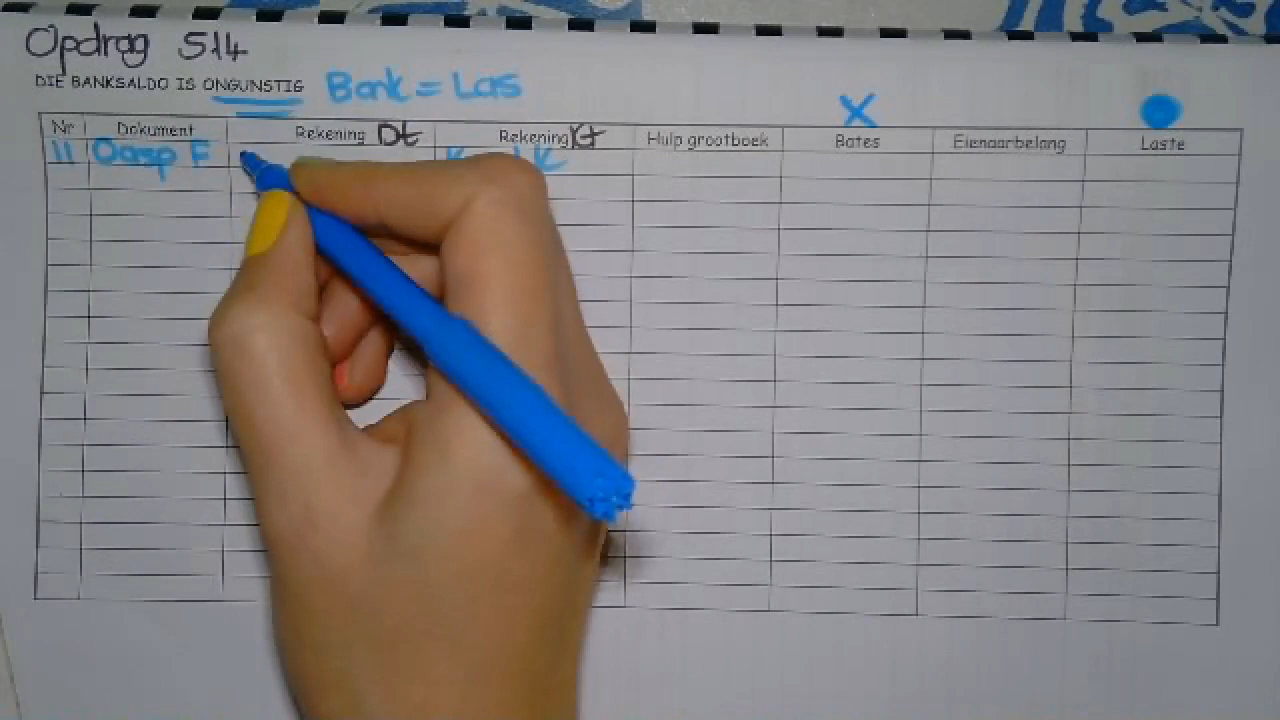 Opdrag 5.14
DIE BANKSALDO IS ONGUNSTIG Bank = Las
X
Nr Dokument Rekening Dt Rekening Kt Hulp grootboek Bates Eienaarbelang Laste
11 Oorsp F